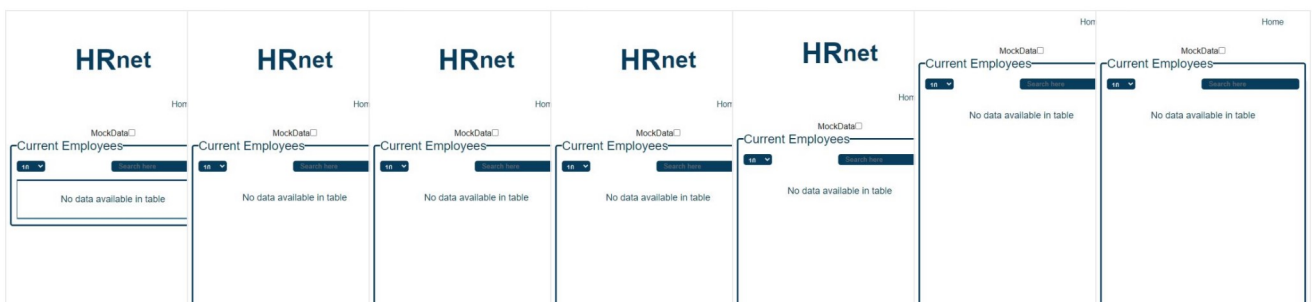 HRnet
Hom
MockData
Current Employees
10
Search here
No data available in table
HRnet
Hom
MockData
Current Employees
10
Search here
No data available in table
HRnet
Hom
MockData
Current Employees
10
Search here
No data available in table
HRnet
Hom
MockData
Current Employees
10
Search here
No data available in table
HRnet
Hom
MockData
Current Employees
10
Search here
No data available in table
Hom
MockData
Current Employees
10
Search here
No data available in table
Home
MockData
Current Employees
10
Search here
No data available in table